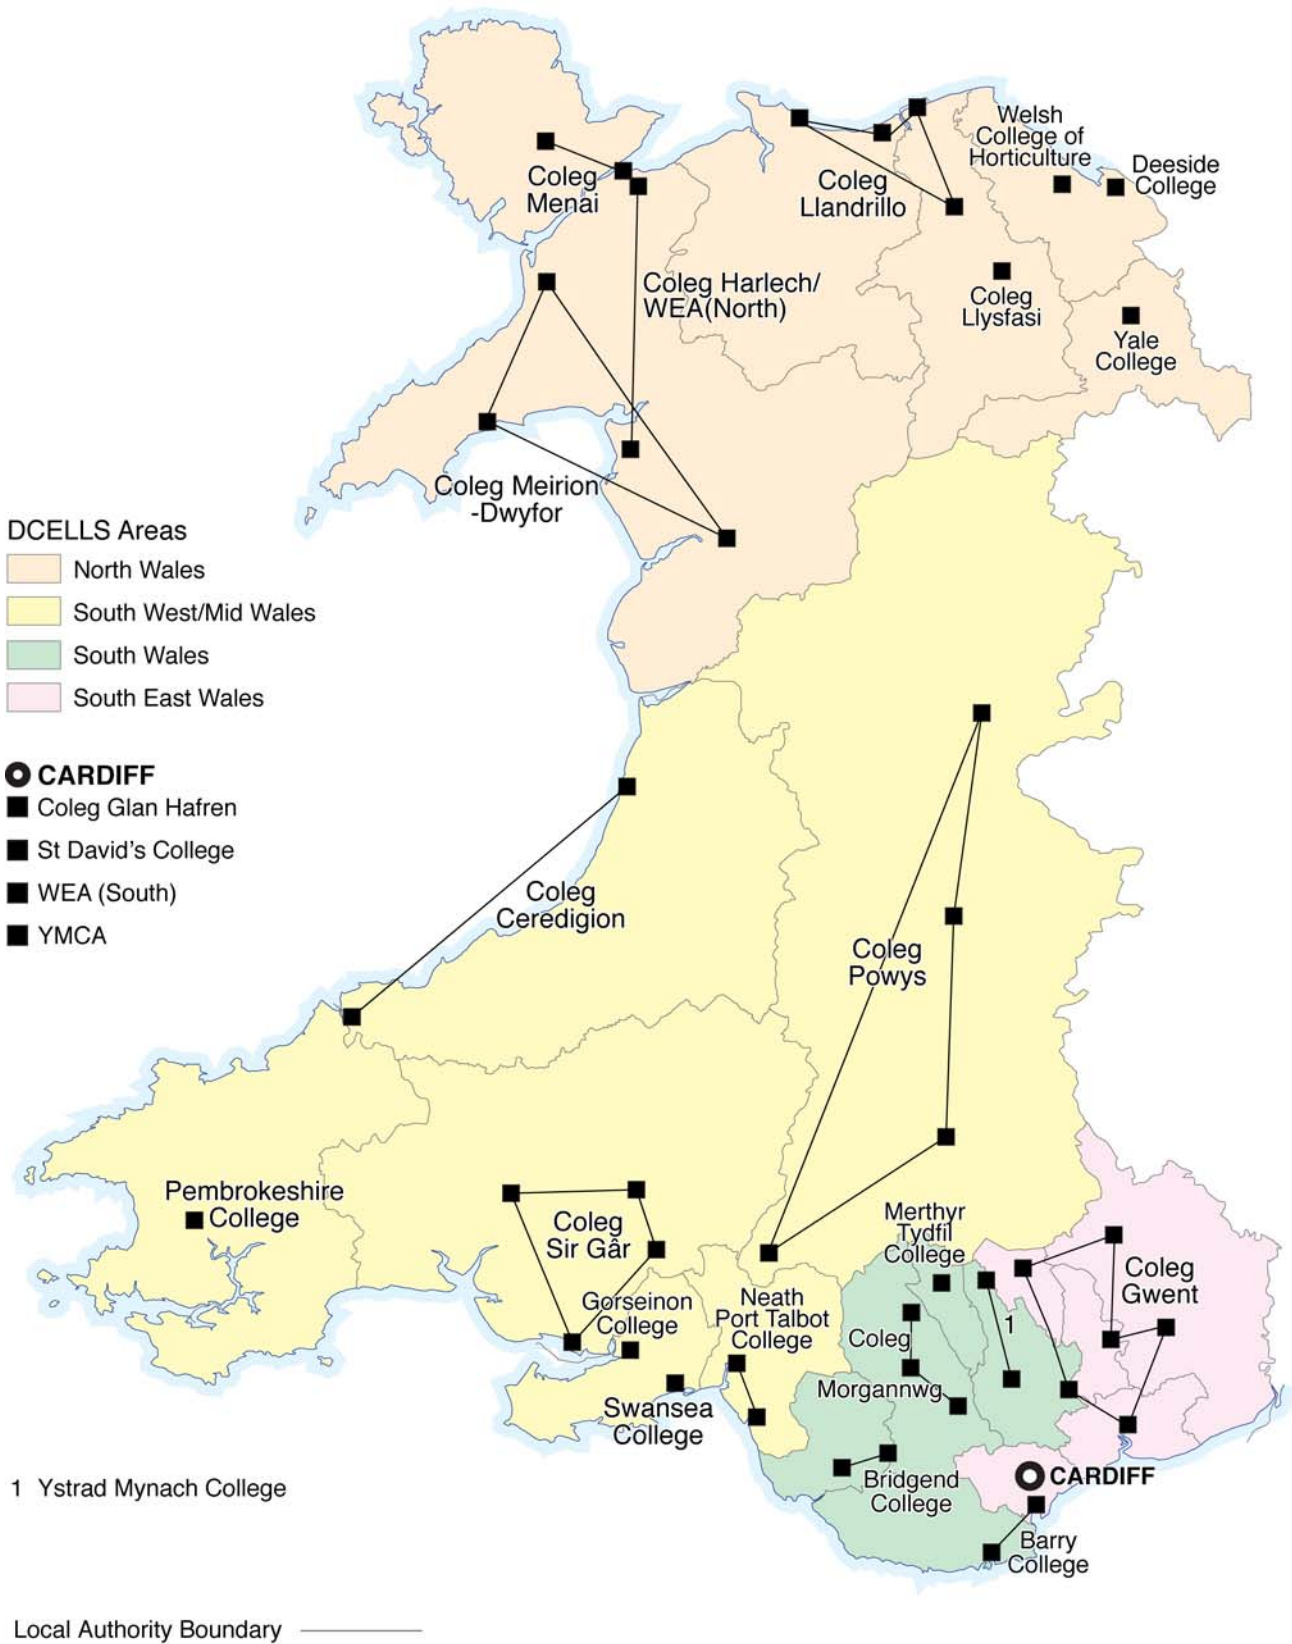 Welsh
College of
Horticulture
Deeside
College
Coleg
Menai
Coleg
Llandrillo
Coleg Harlech/
WEA(North)
Coleg
Llysfasi
Yale
College
Coleg Meirion
-Dwyfor
DCELLS Areas
North Wales
South West/Mid Wales
South Wales
South East Wales
CARDIFF
Coleg Glan Hafren
St David's College
WEA (South)
YMCA
Coleg
Ceredigion
Coleg
Powys
Pembrokeshire
College
Coleg
Sir Gâr
Merthyr
Tydfil
College
Coleg
Gwent
Gorseinon
College
Neath
Port Talbot
College
1
Coleg
Morgannwg
Swansea
College
Bridgend
College
CARDIFF
Barry
College
1 Ystrad Mynach College
Local Authority Boundary